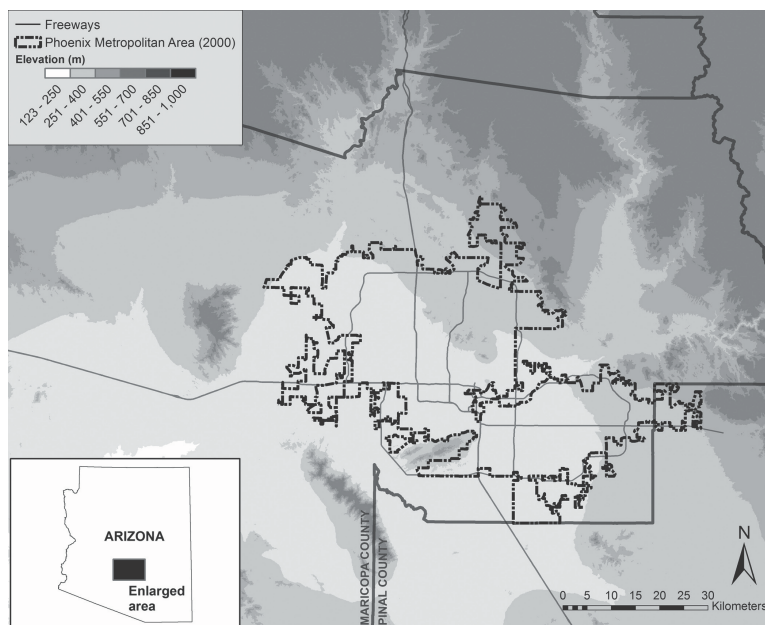 Freeways
Phoenix Metropolitan Area (2000)
Elevation (m)
123 - 250
251 - 400
401 - 550
551 - 700
701 - 850
851 - 1,000
MARICOPA COUNTY
PINAL COUNTY
ARIZONA
Enlarged
area
N
0 5 10 15 20 25 30
Kilometers